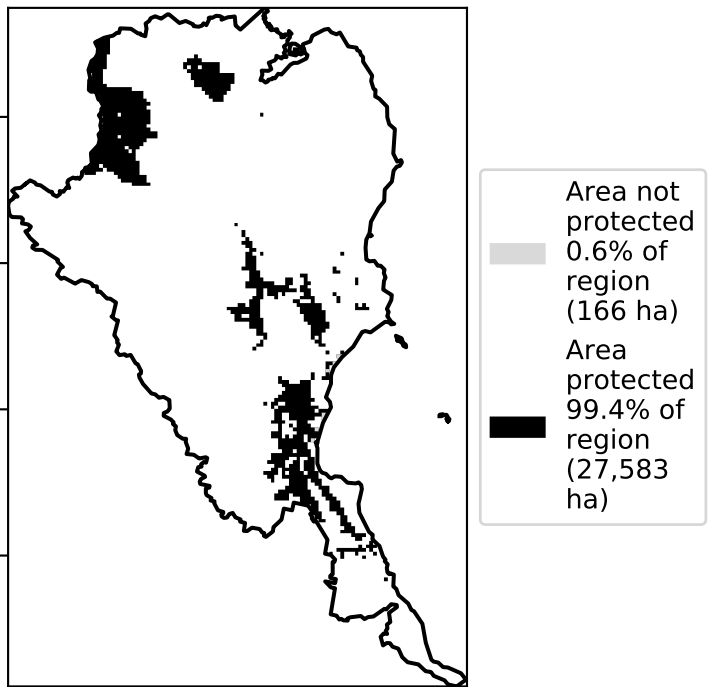 Area not
protected
0.6% of
region
(166 ha)
Area
protected
99.4% of
region
(27,583
ha)